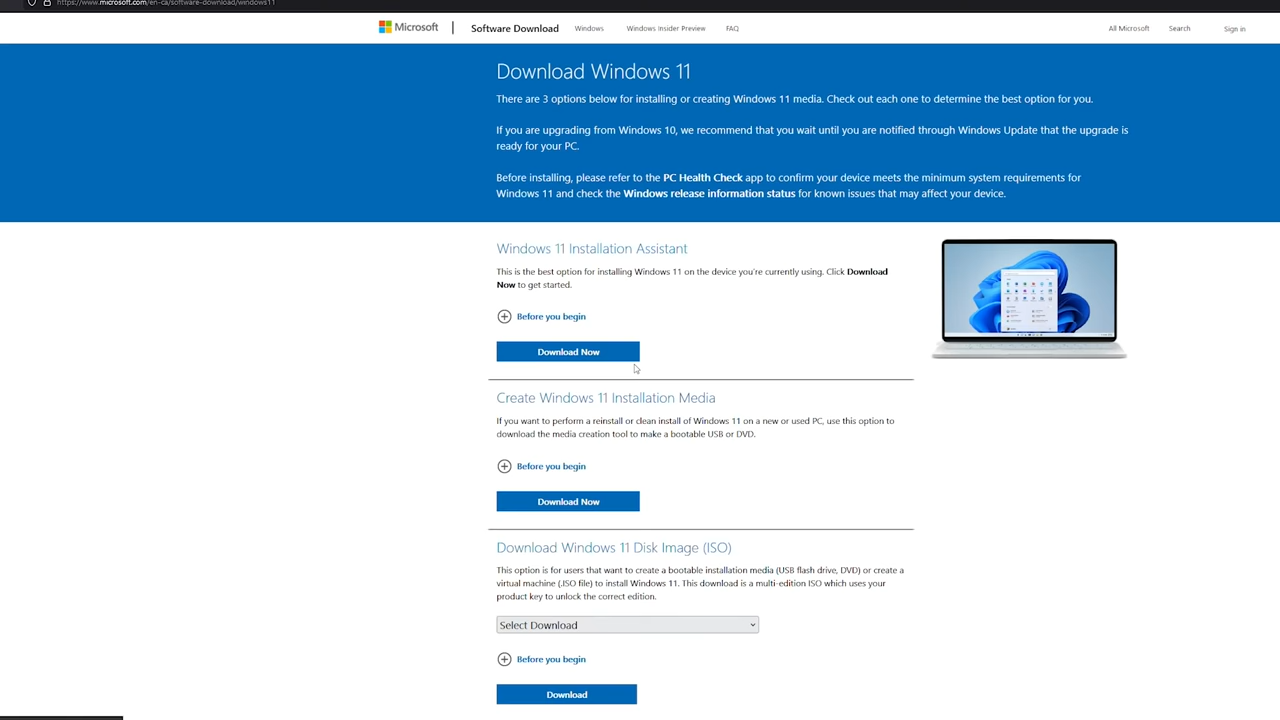 https://www.microsoft.com/en-ca/software-download/windows11
Microsoft
Software Download
Windows
Windows Insider Preview
FAQ
All Microsoft
Search
Sign in
Download Windows 11
There are 3 options below for installing or creating Windows 11 media. Check out each one to determine the best option for you.
If you are upgrading from Windows 10, we recommend that you wait until you are notified through Windows Update that the upgrade is
ready for your PC.
Before installing, please refer to the PC Health Check app to confirm your device meets the minimum system requirements for
Windows 11 and check the Windows release information status for known issues that may affect your device.
Windows 11 Installation Assistant
This is the best option for installing Windows 11 on the device you're currently using. Click Download
Now to get started.
Before you begin
Download Now
Create Windows 11 Installation Media
If you want to perform a reinstall or clean install of Windows 11 on a new or used PC, use this option to
download the media creation tool to make a bootable USB or DVD.
Before you begin
Download Now
Download Windows 11 Disk Image (ISO)
This option is for users that want to create a bootable installation media (USB flash drive, DVD) or create a
virtual machine (.ISO file) to install Windows 11. This download is a multi-edition ISO which uses your
product key to unlock the correct edition.
Select Download
Before you begin
Download